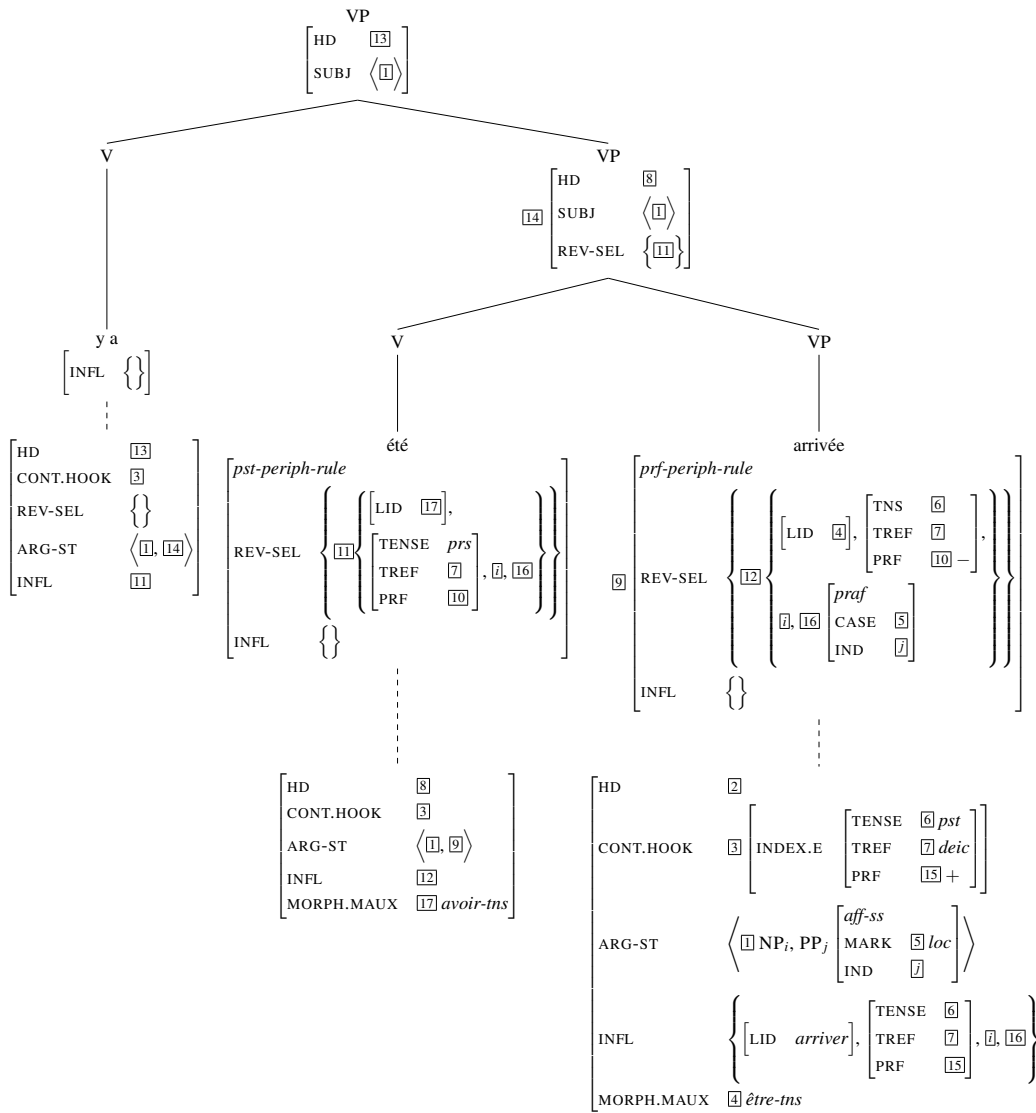 VP
HD 13
SUBJ ⟨1⟩
V VP
14
HD 8
SUBJ ⟨1⟩
REV-SEL {11}
y a
INFL {}
HD 13
CONT.HOOK 3
REV-SEL {}
ARG-ST ⟨1, 14⟩
INFL 11
V VP
été
pst-periph-rule
REV-SEL { 11 { [LID 17],
TENSE prs
TREF 7
PRF 10
, i, 16 } }
INFL {}
HD 8
CONT.HOOK 3
ARG-ST ⟨1, 9⟩
INFL 12
MORPH.MAUX 17 avoir-tns
arrivée
9
prf-periph-rule
REV-SEL { 12 { [LID 4],
TNS 6
TREF 7
PRF 10 −
,
i, 16
praf
CASE 5
IND j
} }
INFL {}
HD 2
CONT.HOOK 3 INDEX.E
TENSE 6 pst
TREF 7 deic
PRF 15 +
ARG-ST ⟨ 1 NPi, PPj
aff-ss
MARK 5 loc
IND j
⟩
INFL { [LID arriver],
TENSE 6
TREF 7
PRF 15
, i, 16 }
MORPH.MAUX 4 être-tns